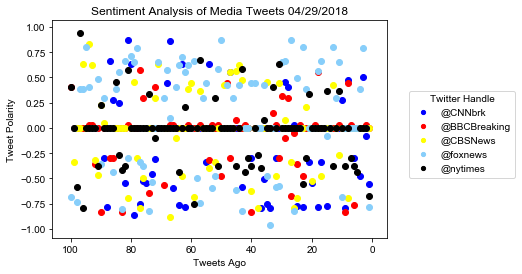 Sentiment Analysis of Media Tweets 04/29/2018
1.00
0.75
0.50
0.25
0.00
−0.25
−0.50
−0.75
−1.00
Tweet Polarity
100
80
60
40
20
0
Tweets Ago
Twitter Handle
@CNNbrk
@BBCBreaking
@CBSNews
@foxnews
@nytimes